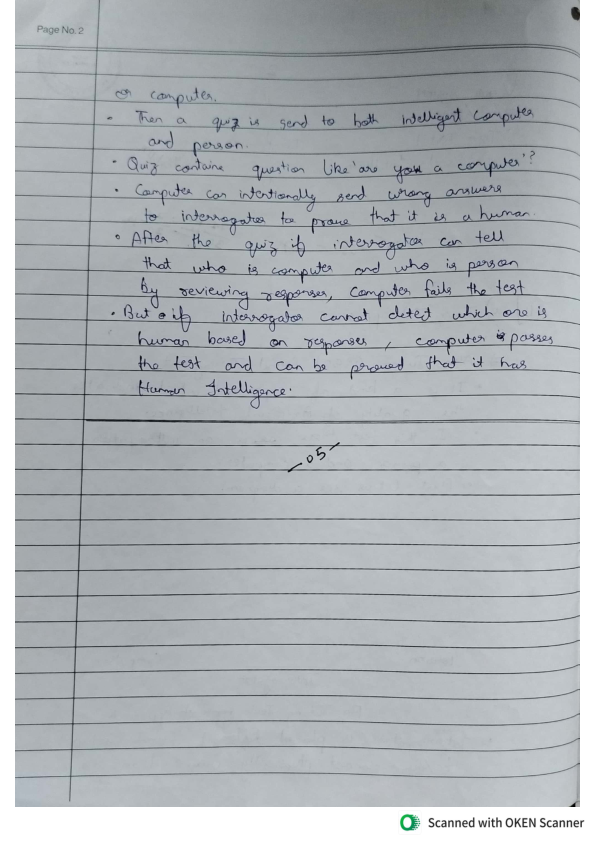 Page No. 2
or computer.
- Then a quiz is send to both intelligent computer
and person.
• Quiz containe question like 'are you a computer'?
• Computer can intentionally send wrong answers
to interrogator to prove that it is a human.
• After the quiz if interrogator can tell
that who is computer and who is person
by reviewing responses, Computer fails the test
• But if interrogator cannot detect which one is
human based on responses, computer passes
the test and can be proved that it has
Human Intelligence.
-05-
Scanned with OKEN Scanner